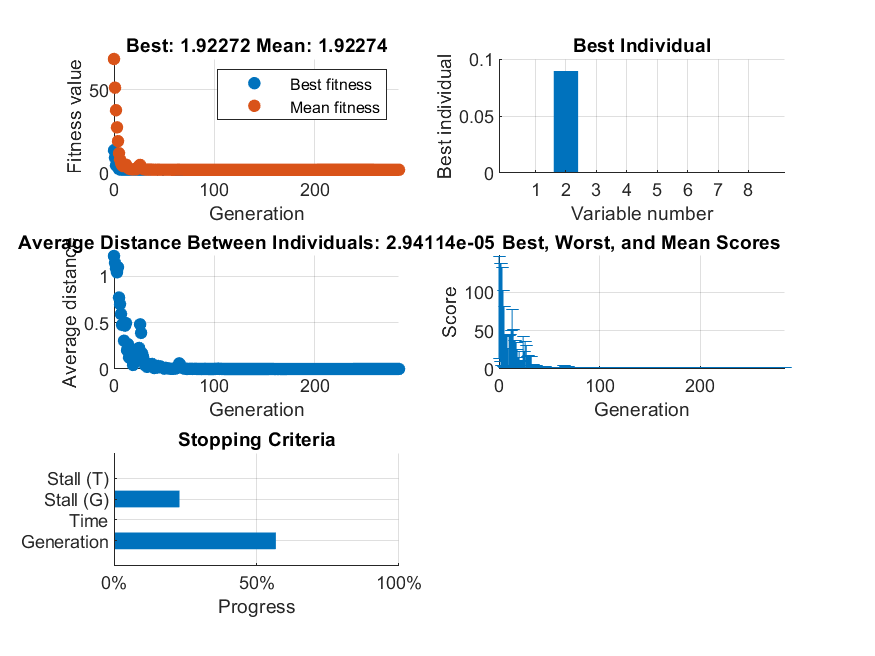 Best: 1.92272 Mean: 1.92274
Fitness value
50
0
Best fitness
Mean fitness
0 100 200
Generation
Best Individual
Best individual
0.1
0.05
0
1 2 3 4 5 6 7 8
Variable number
Average Distance Between Individuals: 2.94114e-05
Average distance
1
0.5
0
0 100 200
Generation
Best, Worst, and Mean Scores
Score
100
50
0
0 100 200
Generation
Stopping Criteria
Stall (T)
Stall (G)
Time
Generation
0% 50% 100%
Progress